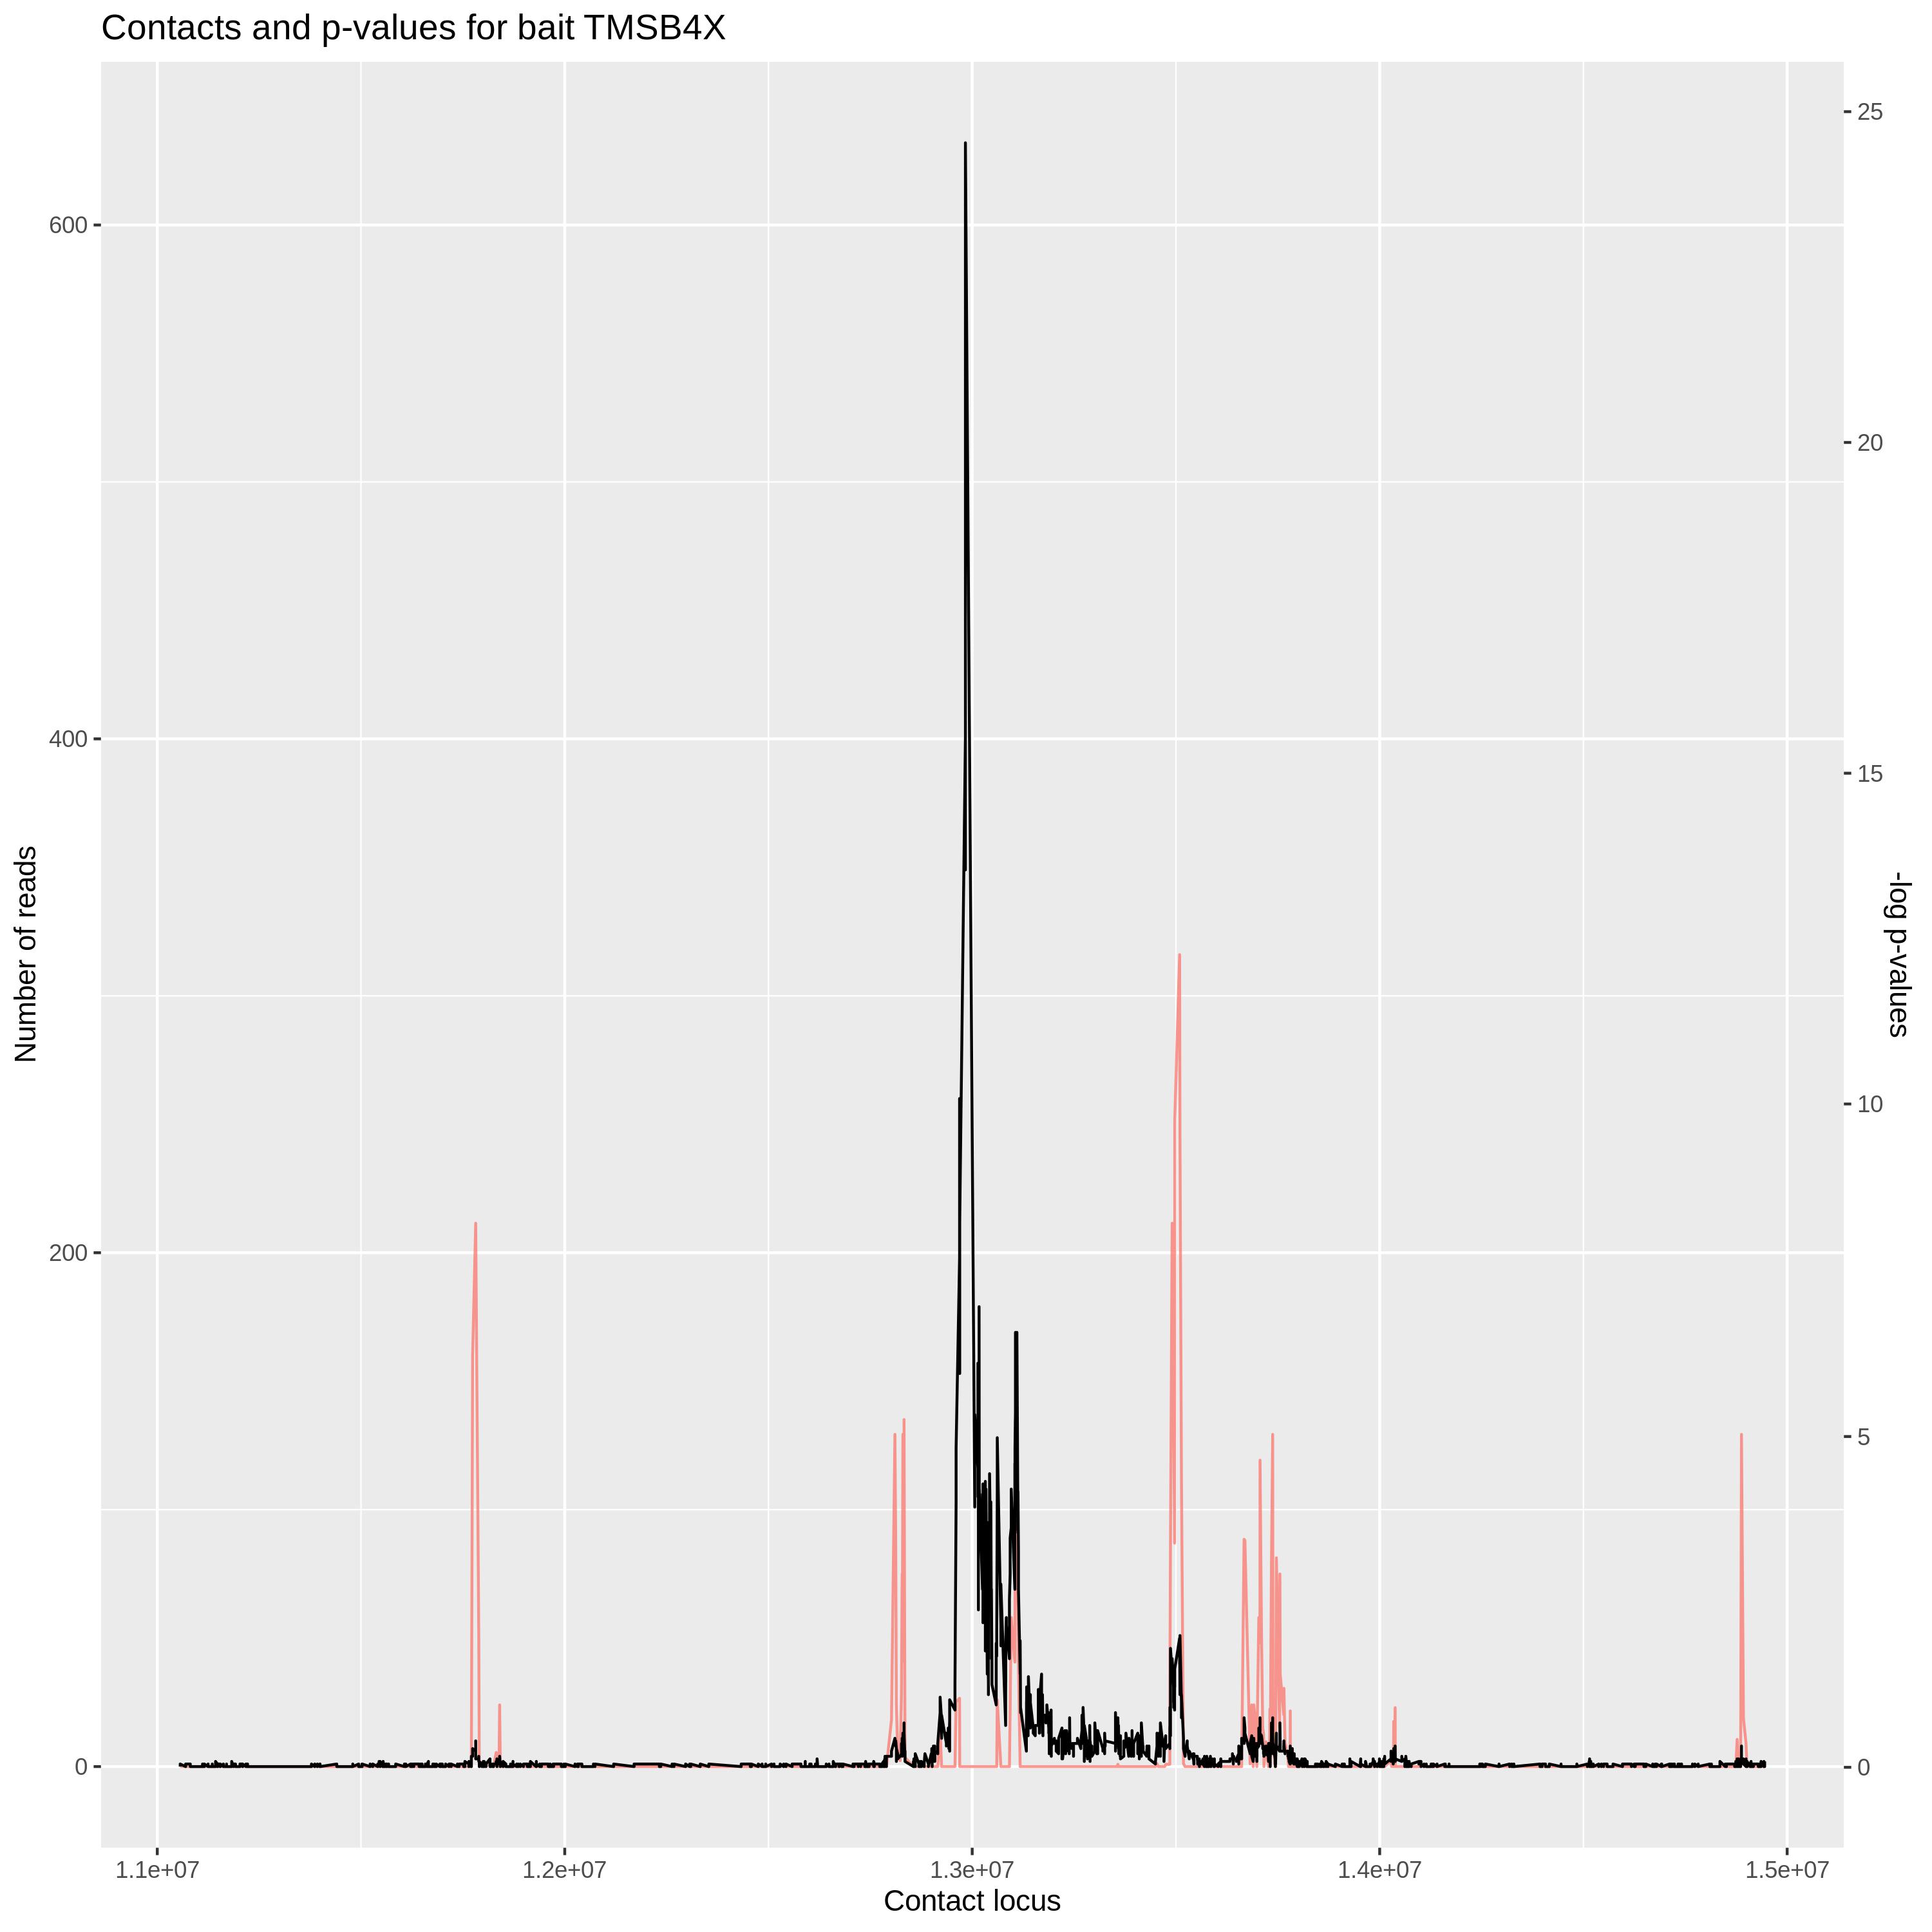 Contacts and p-values for bait TMSB4X
600
400
200
0
Number of reads
25
20
15
10
5
0
-log p-values
1.1e+07
1.2e+07
1.3e+07
1.4e+07
1.5e+07
Contact locus